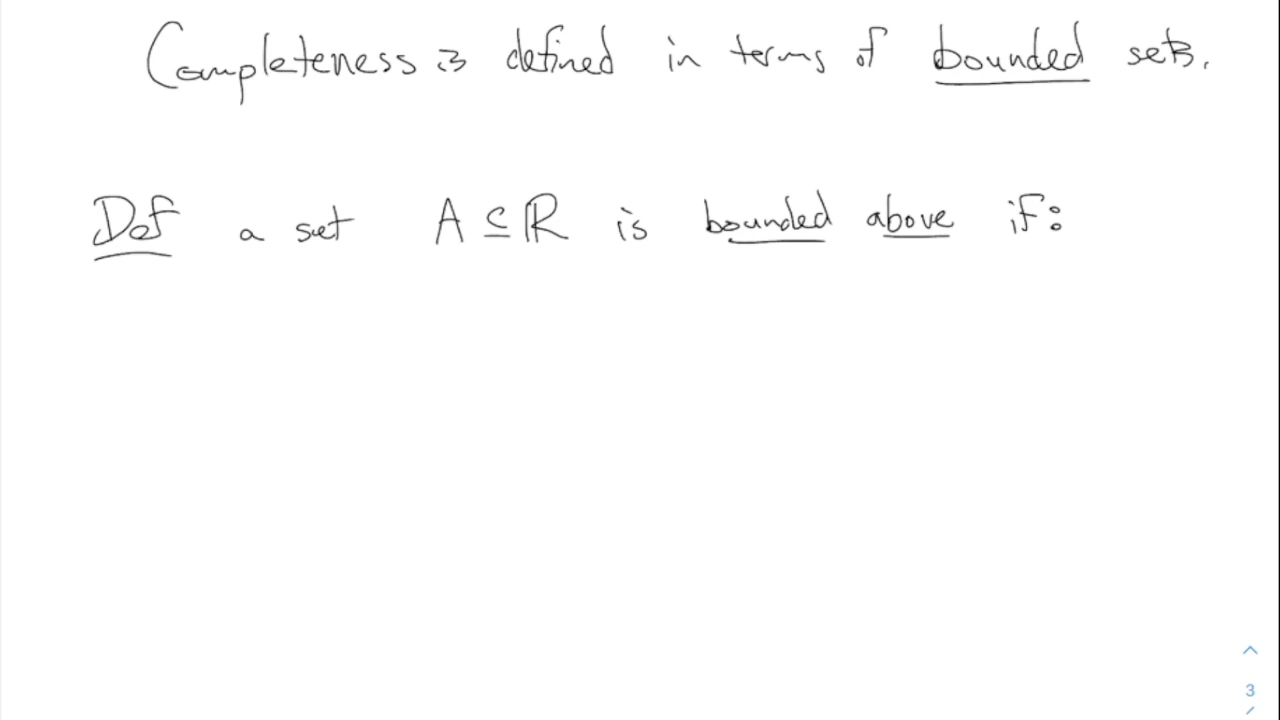 Completeness is defined in terms of bounded sets.
Def a set A ⊆ ℝ is bounded above if:
3